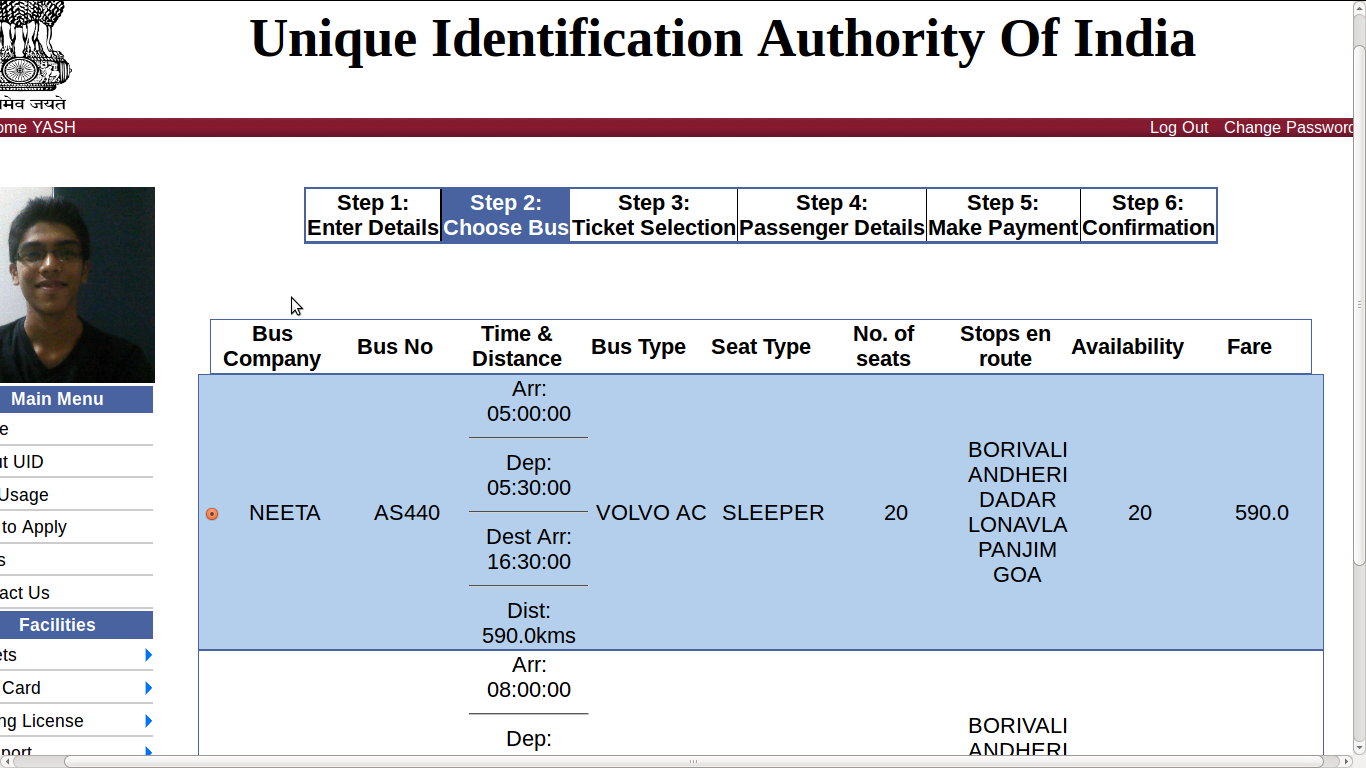 Unique Identification Authority Of India
मेव जयते
ome YASH
Log Out Change Password
Step 1: Step 2: Step 3: Step 4: Step 5: Step 6:
Enter Details Choose Bus Ticket Selection Passenger Details Make Payment Confirmation
Main Menu
e
ut UID
Usage
to Apply
s
act Us
Facilities
ets
Card
ng License
port
Bus Company
Bus No
Time & Distance
Bus Type
Seat Type
No. of seats
Stops en route
Availability
Fare
NEETA
AS440
Arr:
05:00:00
Dep:
05:30:00
Dest Arr:
16:30:00
Dist:
590.0kms
VOLVO AC
SLEEPER
20
BORIVALI
ANDHERI
DADAR
LONAVLA
PANJIM
GOA
20
590.0
Arr:
08:00:00
Dep:
BORIVALI
ANDHERI